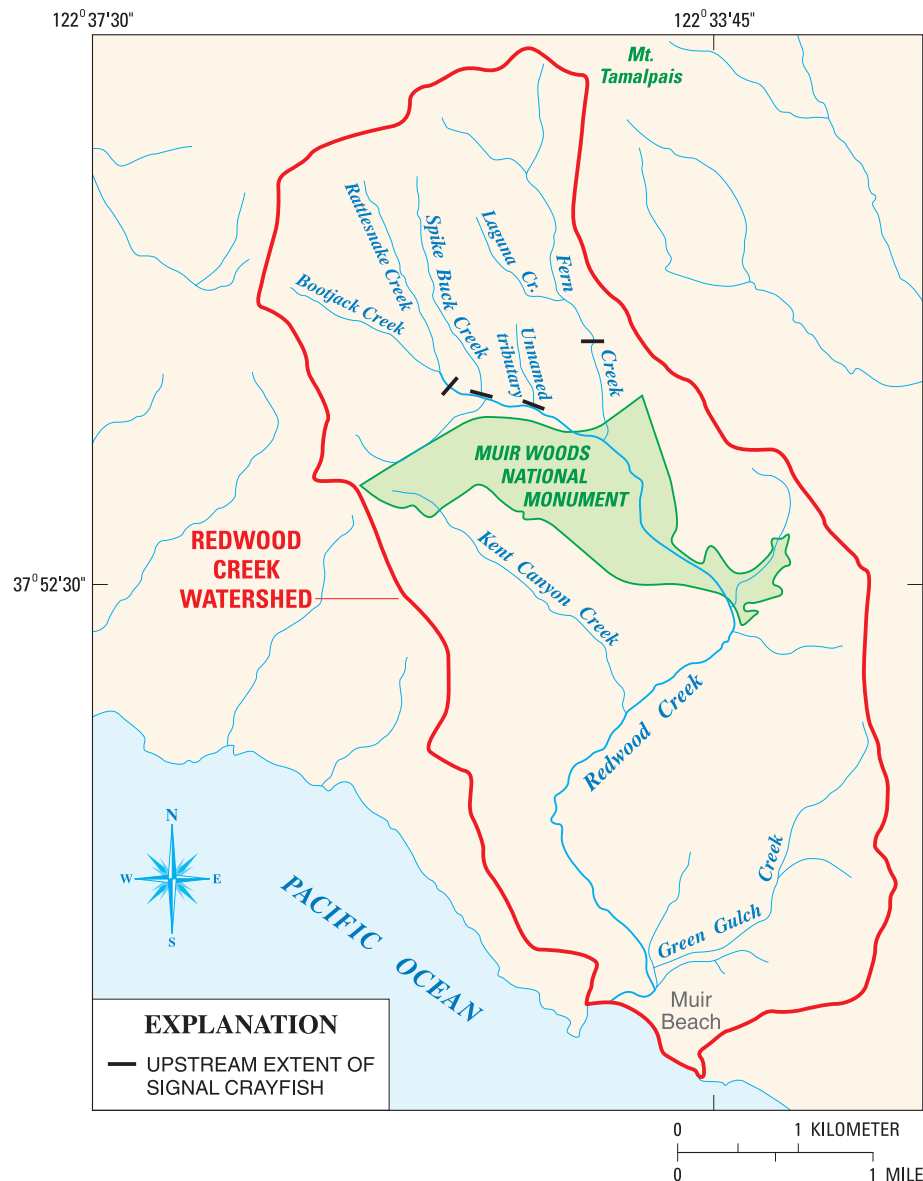 122° 37'30"
122° 33'45"
Mt.
Tamalpais
Rattlesnake Creek
Spike Buck Creek
Laguna Cr.
Fern Creek
Bootjack Creek
Unnamed
tributary
MUIR WOODS
NATIONAL
MONUMENT
REDWOOD
CREEK
WATERSHED
37° 52'30"
Kent Canyon Creek
Redwood Creek
N
W E
S
PACIFIC OCEAN
Green Gulch Creek
Muir
Beach
EXPLANATION
UPSTREAM EXTENT OF
SIGNAL CRAYFISH
0 1 KILOMETER
0 1 MILE